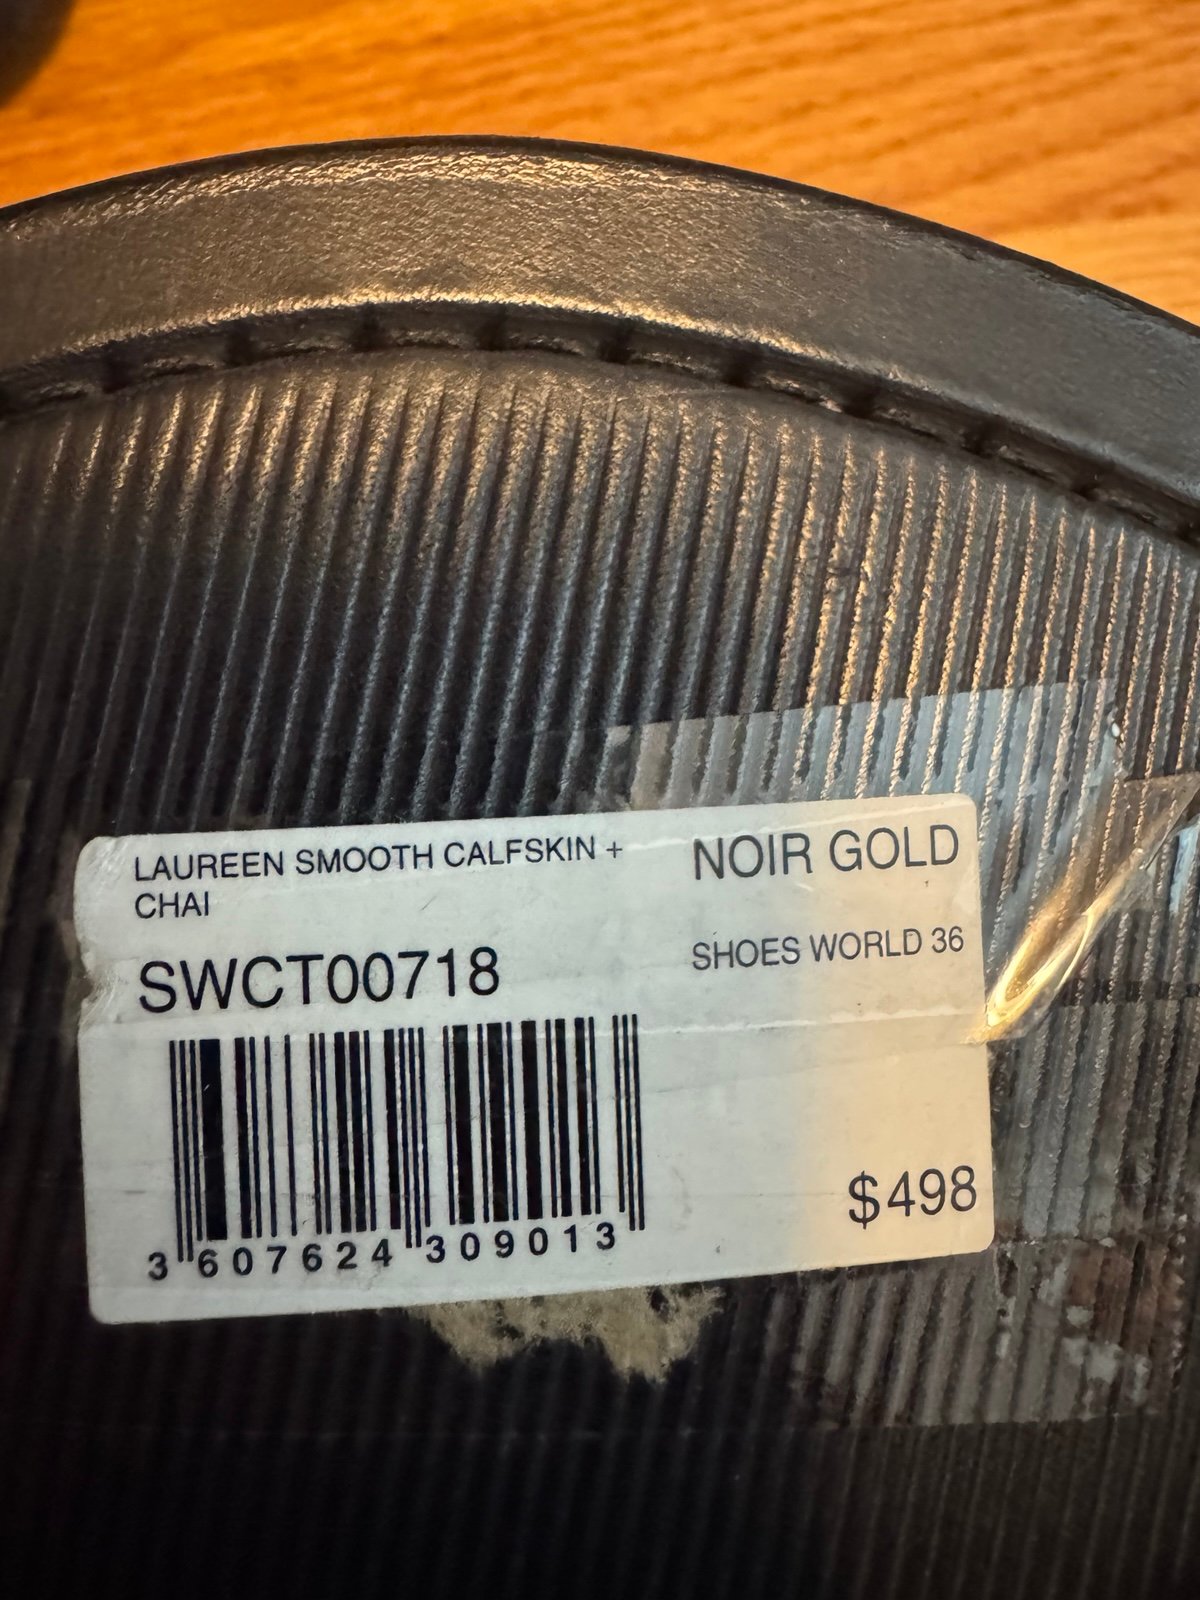 LAUREEN SMOOTH CALFSKIN +
CHAI
NOIR GOLD
SWCT00718
SHOES WORLD 36
$498
3 607624 309013